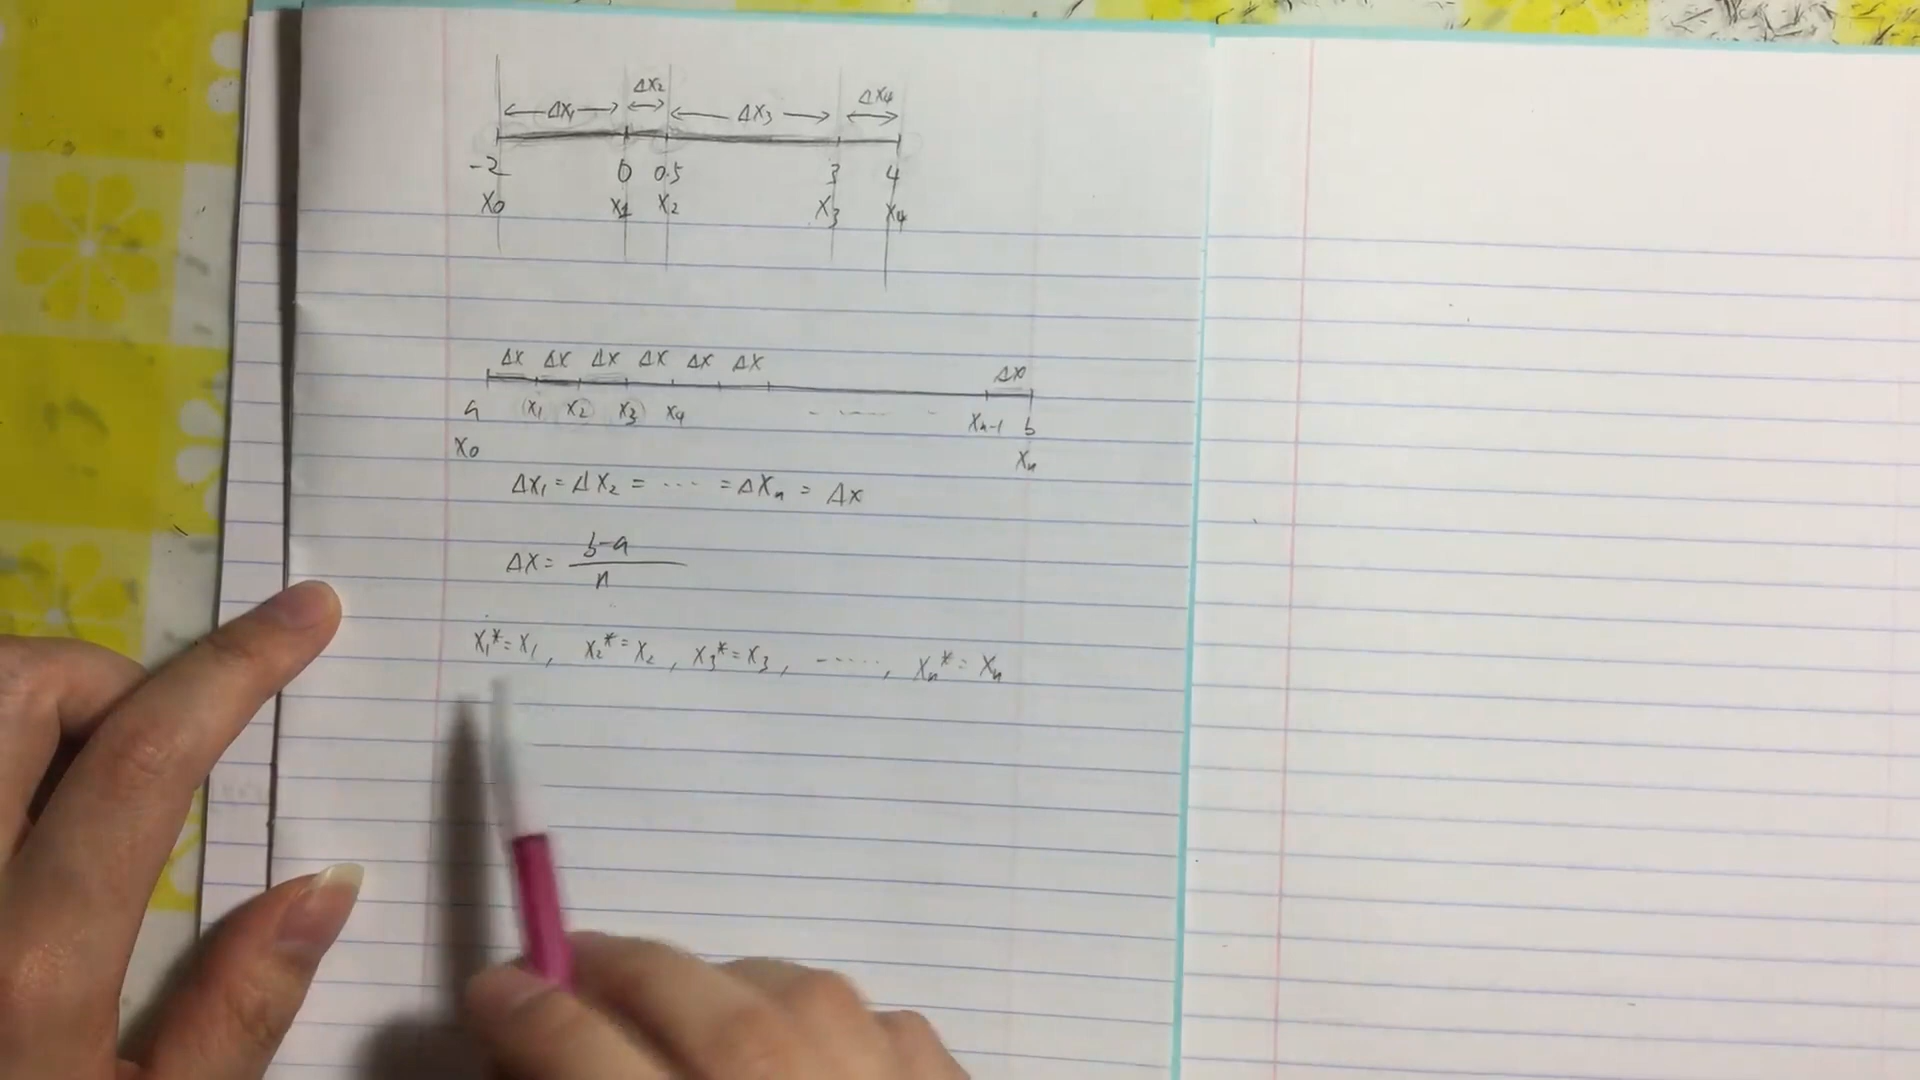 Δx₂ Δx₄
Δx₁ Δx₃
-2 0 0.5 3 4
x₀ x₁ x₂ x₃ x₄
Δx Δx Δx Δx Δx Δx Δx
a x₁ x₂ x₃ x₄ ........ xₙ₋₁ b
x₀ xₙ
Δx₁ = Δx₂ = .... = Δxₙ = Δx
Δx = b-a
n
x₁* = x₁, x₂* = x₂, x₃* = x₃, ....., xₙ* = xₙ